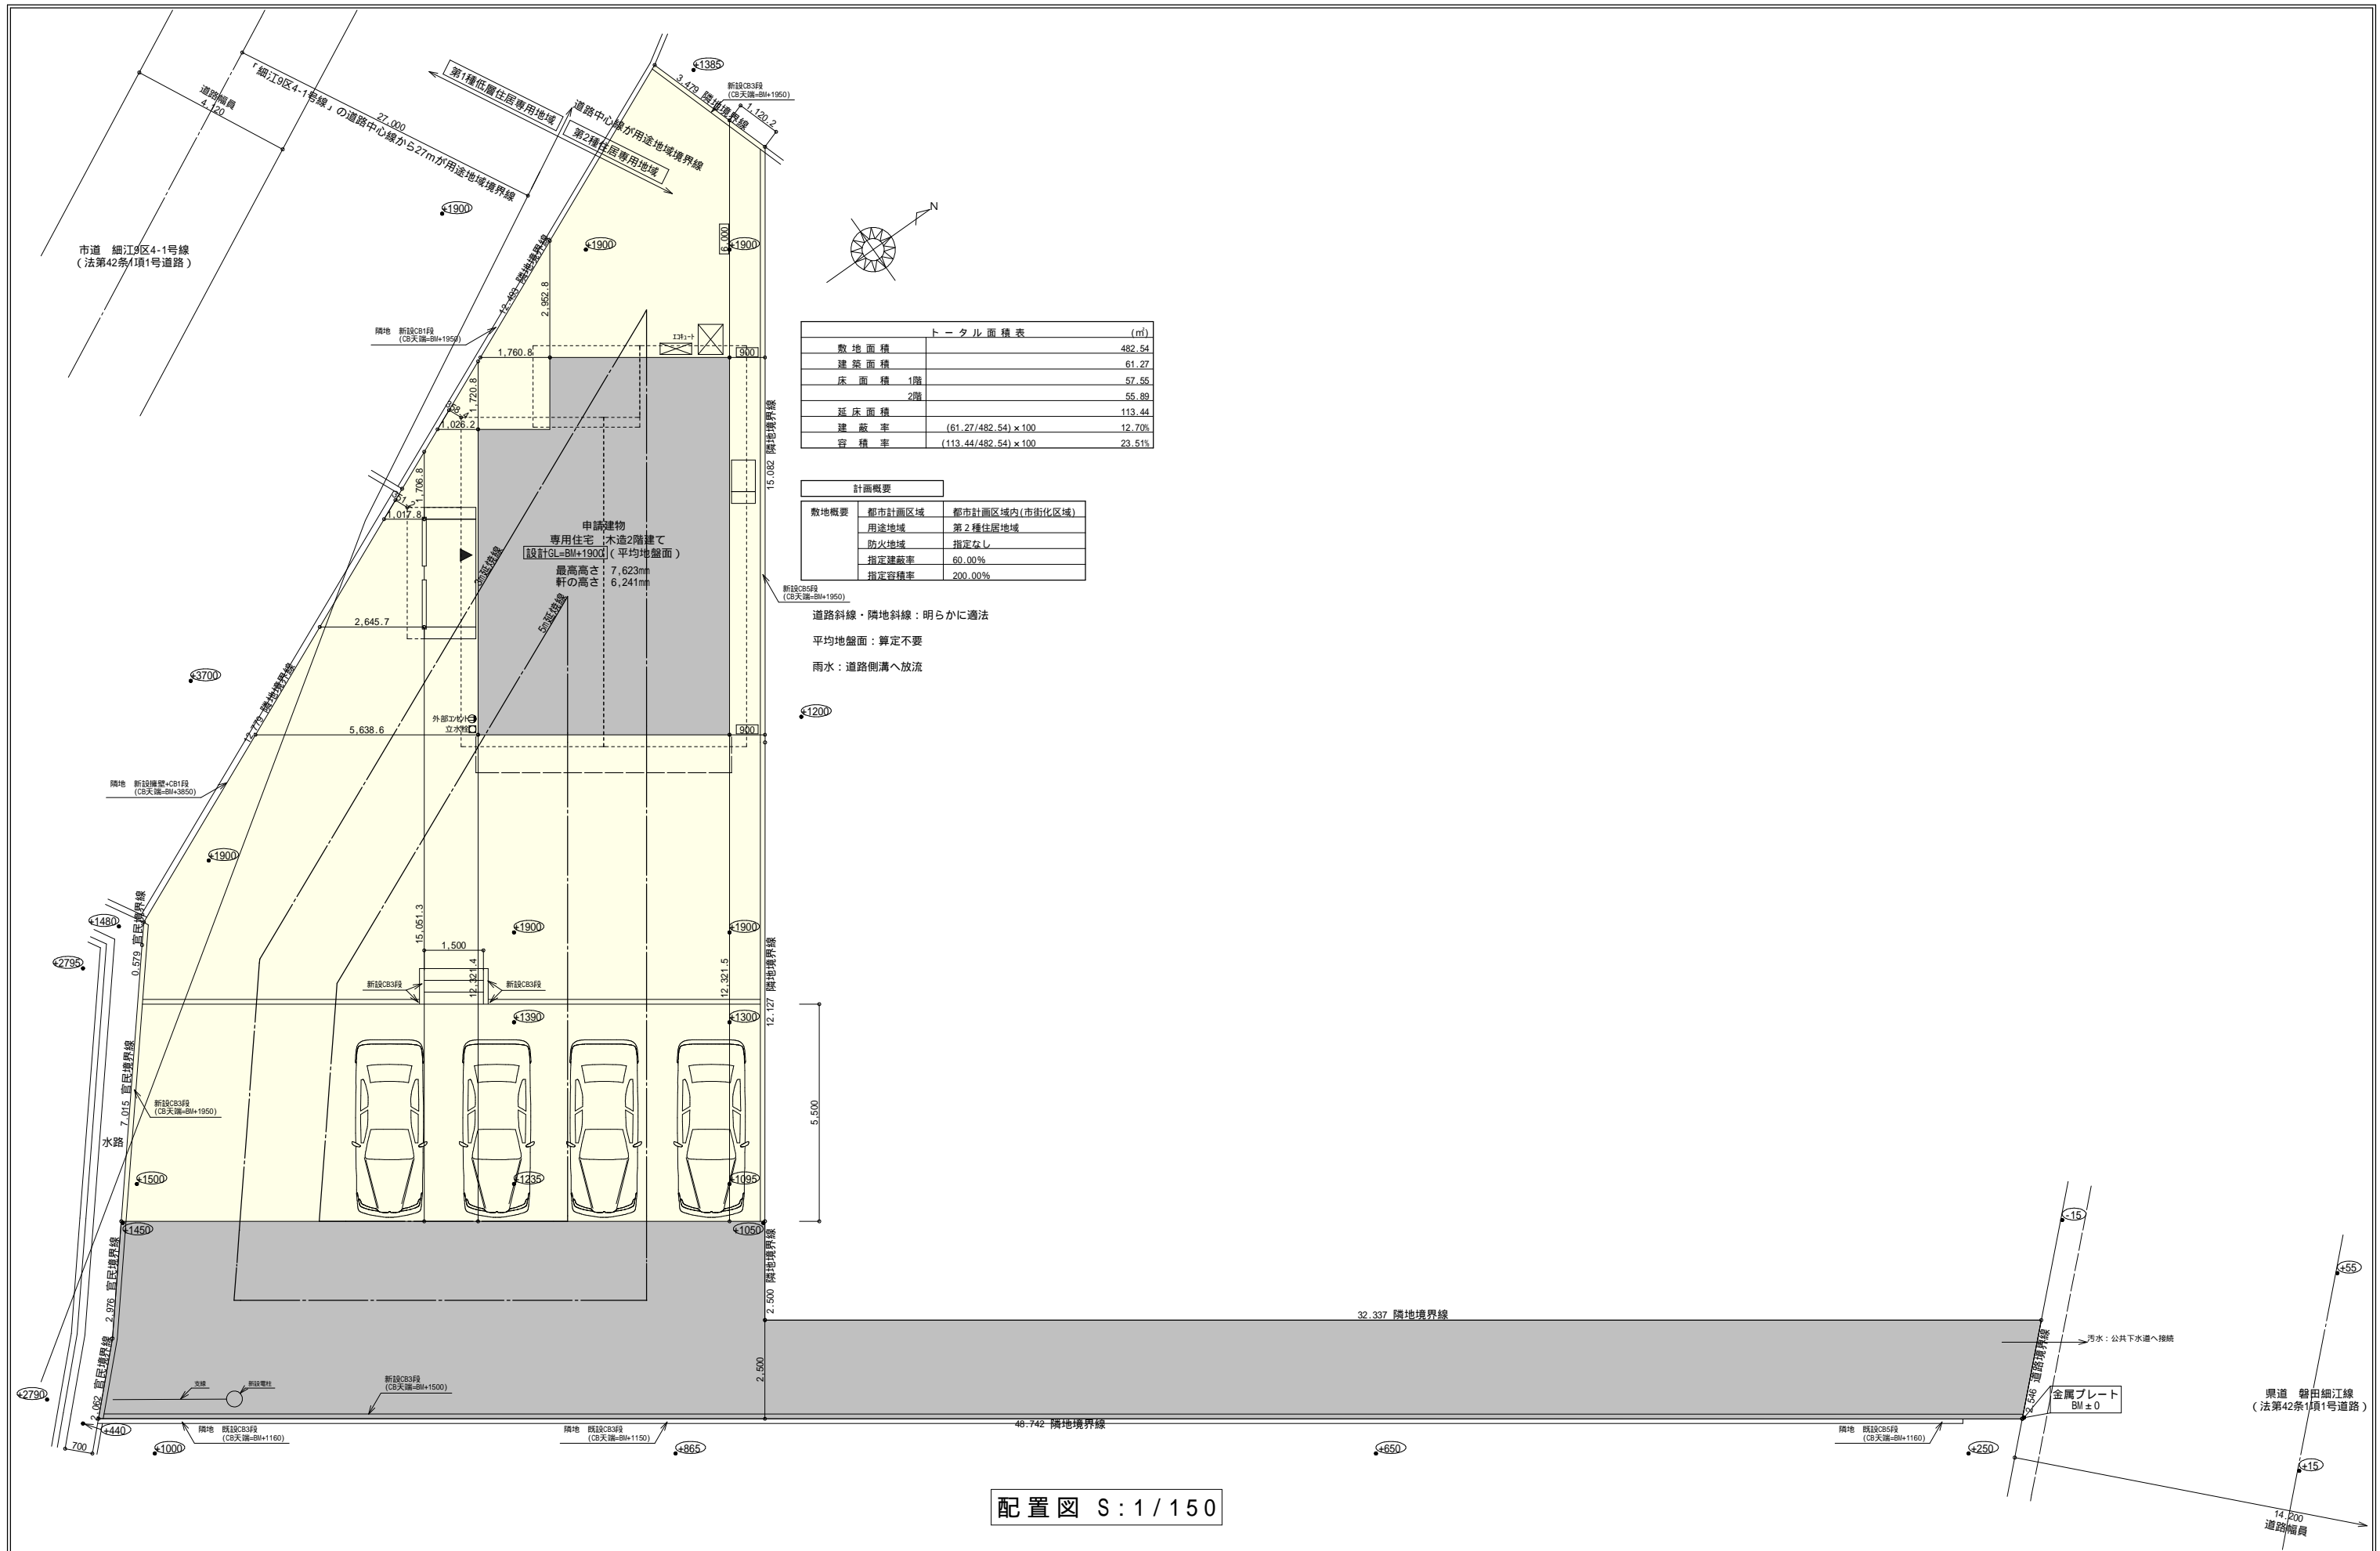 「細江9区4-1号線」の道路中心線から27mが用途地域境界線
27,000
道路幅員
4,120
第1種低層住居専用地域
道路中心線が用途地域境界線
第2種住居専用地域
+1385
3.479 隣地境界線
新設CB3段
(CB天端=BM+1950)
1,120.2
市道 細江9区4-1号線
(法第42条1項1号道路)
+1900
+1900
+1900
6,000
N
12.493 隣地境界線
2,952.8
隣地 新設CB1段
(CB天端=BM+1950)
エコキュート
1,760.8
900
1,720.8
358.4
1,026.2
15.082 隣地境界線
トータル面積表 (㎡)
敷地面積 482.54
建築面積 61.27
床面積 1階 57.55
2階 55.89
延床面積 113.44
建蔽率 (61.27/482.54)×100 12.70%
容積率 (113.44/482.54)×100 23.51%
計画概要
敷地概要 都市計画区域 都市計画区域内(市街化区域)
用途地域 第2種住居地域
防火地域 指定なし
指定建蔽率 60.00%
指定容積率 200.00%
1,706.8
1,017.8
申請建物
専用住宅 木造2階建て
設計GL=BM+1900 (平均地盤面)
最高高さ 7,623mm
軒の高さ 6,241mm
3m延焼線
5m延焼線
新設CB5段
(CB天端=BM+1950)
道路斜線・隣地斜線:明らかに適法
平均地盤面:算定不要
雨水:道路側溝へ放流
2,645.7
+3700
12.779 隣地境界線
+1200
外部コンセント
立水栓
5,638.6
900
隣地 新設擁壁+CB1段
(CB天端=BM+3850)
+1900
0.579 官民境界線
+1480
+2795
15,051.3
+1900
+1900
1,500
12,321.4
12,321.5
12.127 隣地境界線
新設CB3段
新設CB3段
+1390
+1300
7.015 官民境界線
新設CB3段
(CB天端=BM+1950)
水路
5,500
+1500
+1235
+1095
+1450
+1050
2.976 官民境界線
2.500 隣地境界線
-15
+55
32.337 隣地境界線
汚水:公共下水道へ接続
2,500
2.062 官民境界線
支線
新設電柱
新設CB3段
(CB天端=BM+1500)
2.546 道路境界線
金属プレート
BM±0
県道 磐田細江線
(法第42条1項1号道路)
+2790
+440
700
+1000
隣地 既設CB3段
(CB天端=BM+1160)
隣地 既設CB3段
(CB天端=BM+1150)
+865
48.742 隣地境界線
+650
隣地 既設CB5段
(CB天端=BM+1160)
+250
+15
14,200
道路幅員
配置図 S:1/150